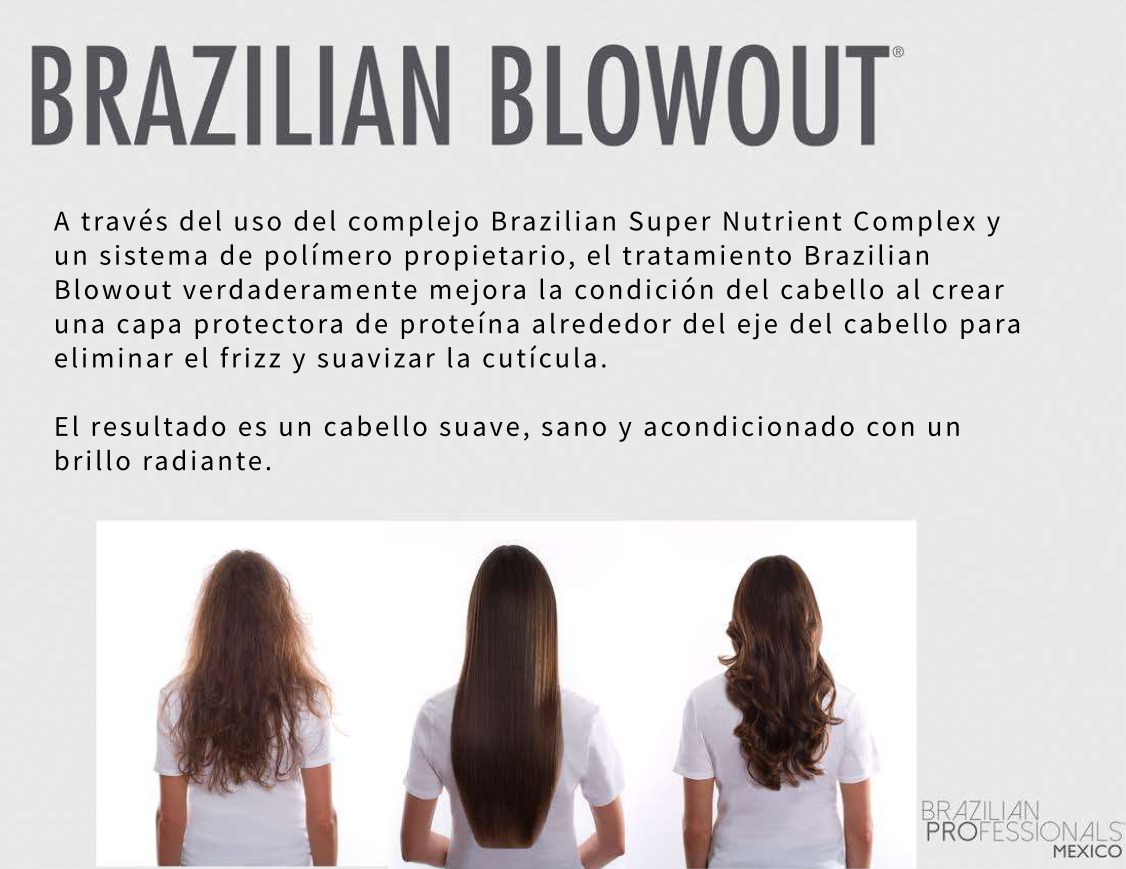 BRAZILIAN BLOWOUT®
A través del uso del complejo Brazilian Super Nutrient Complex y
un sistema de polímero propietario, el tratamiento Brazilian
Blowout verdaderamente mejora la condición del cabello al crear
una capa protectora de proteína alrededor del eje del cabello para
eliminar el frizz y suavizar la cutícula.
El resultado es un cabello suave, sano y acondicionado con un
brillo radiante.
BRAZILIAN
PROFESSIONALS
MEXICO